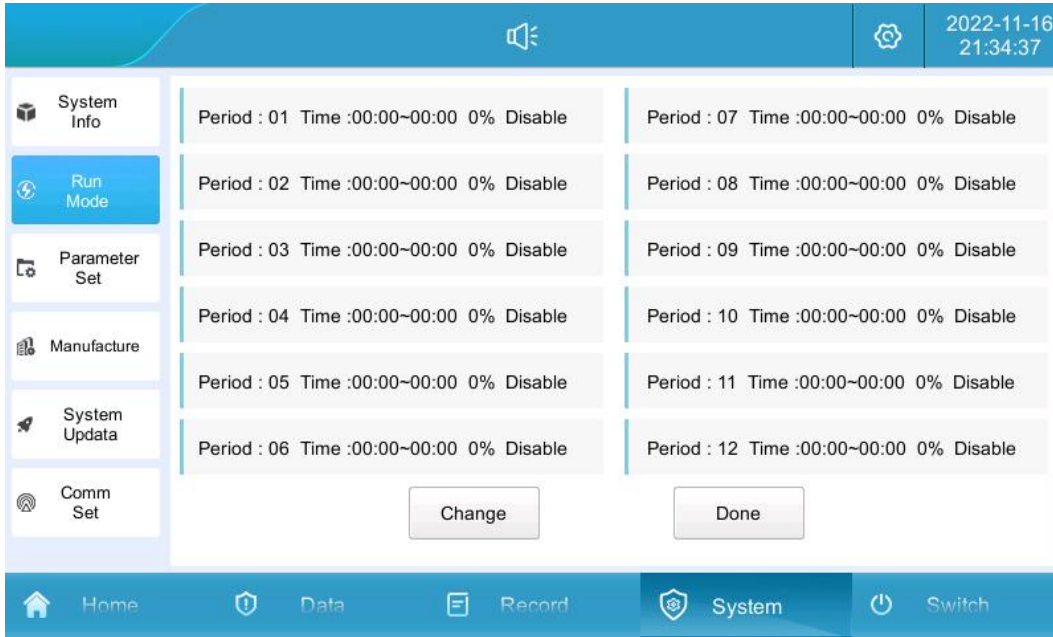 2022-11-16
21:34:37
System
Info
Run
Mode
Parameter
Set
Manufacture
System
Updata
Comm
Set
Period : 01 Time :00:00~00:00 0% Disable
Period : 02 Time :00:00~00:00 0% Disable
Period : 03 Time :00:00~00:00 0% Disable
Period : 04 Time :00:00~00:00 0% Disable
Period : 05 Time :00:00~00:00 0% Disable
Period : 06 Time :00:00~00:00 0% Disable
Period : 07 Time :00:00~00:00 0% Disable
Period : 08 Time :00:00~00:00 0% Disable
Period : 09 Time :00:00~00:00 0% Disable
Period : 10 Time :00:00~00:00 0% Disable
Period : 11 Time :00:00~00:00 0% Disable
Period : 12 Time :00:00~00:00 0% Disable
Change
Done
Home
Data
Record
System
Switch